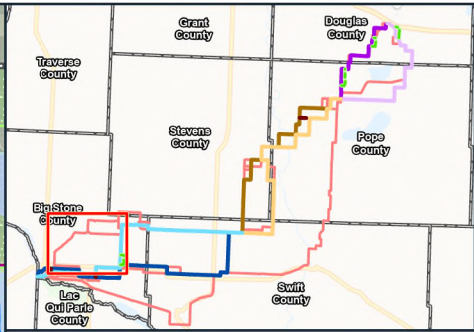 Grant
County
Douglas
County
Traverse
County
Stevens
County
Pope
County
Big Stone
County
Swift
County
Lac
Qui Parle
County